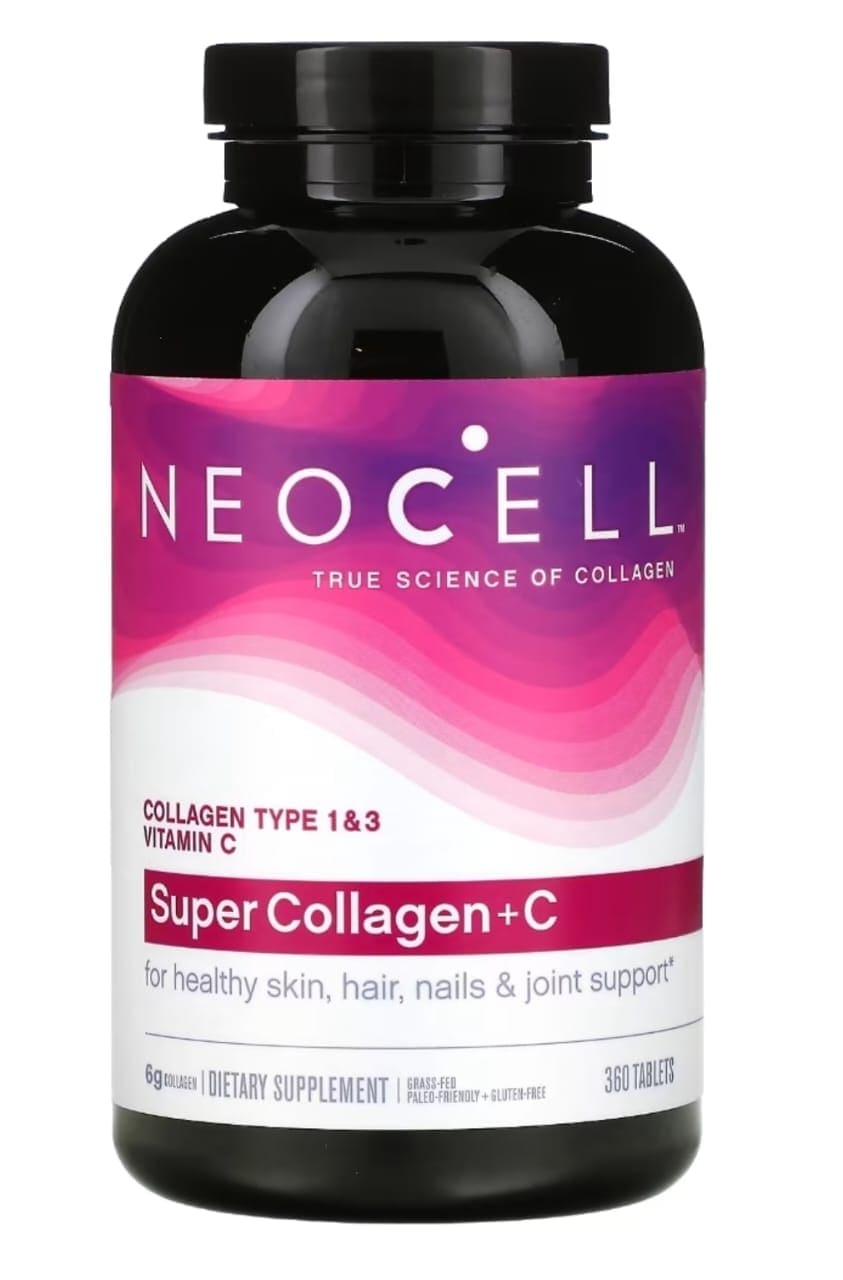 NEOCELL™
TRUE SCIENCE OF COLLAGEN
COLLAGEN TYPE 1 & 3
VITAMIN C
Super Collagen+C
for healthy skin, hair, nails & joint support*
6g COLLAGEN | DIETARY SUPPLEMENT | GRASS-FED
PALEO-FRIENDLY + GLUTEN-FREE
360 TABLETS